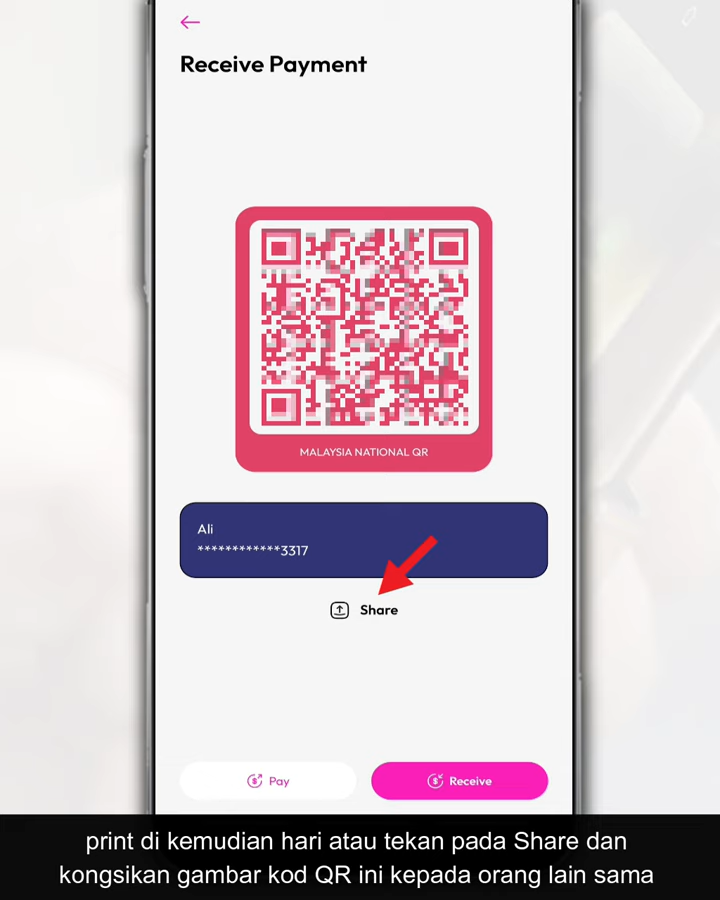 Receive Payment
MALAYSIA NATIONAL QR
Ali
************3317
Share
Pay
Receive
print di kemudian hari atau tekan pada Share dan
kongsikan gambar kod QR ini kepada orang lain sama